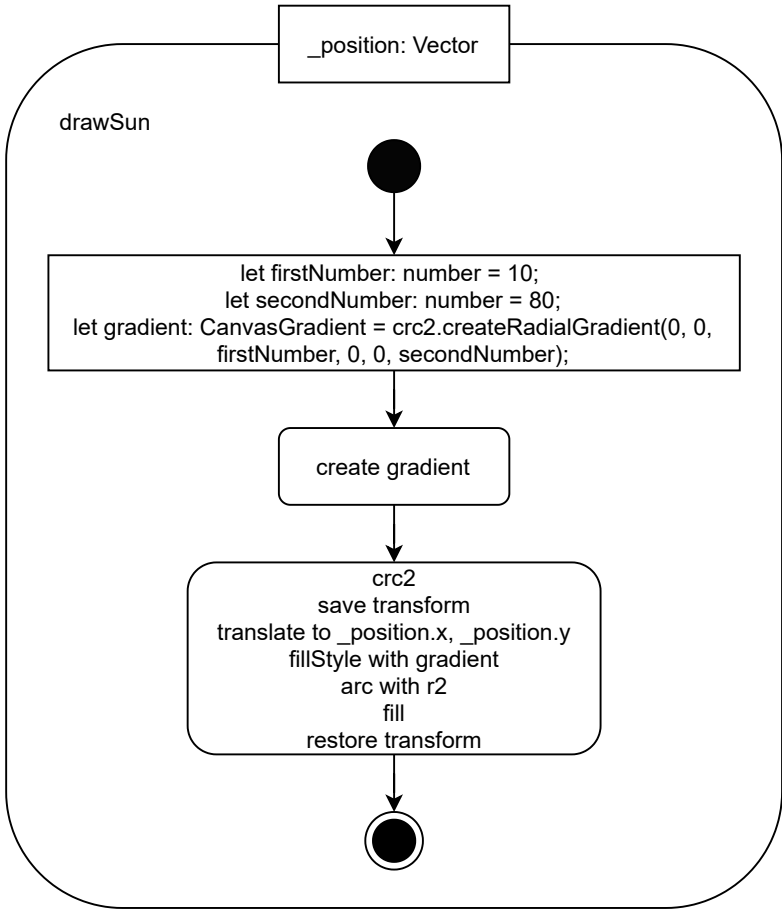 _position: Vector
drawSun
let firstNumber: number = 10;
let secondNumber: number = 80;
let gradient: CanvasGradient = crc2.createRadialGradient(0, 0,
firstNumber, 0, 0, secondNumber);
create gradient
crc2
save transform
translate to _position.x, _position.y
fillStyle with gradient
arc with r2
fill
restore transform